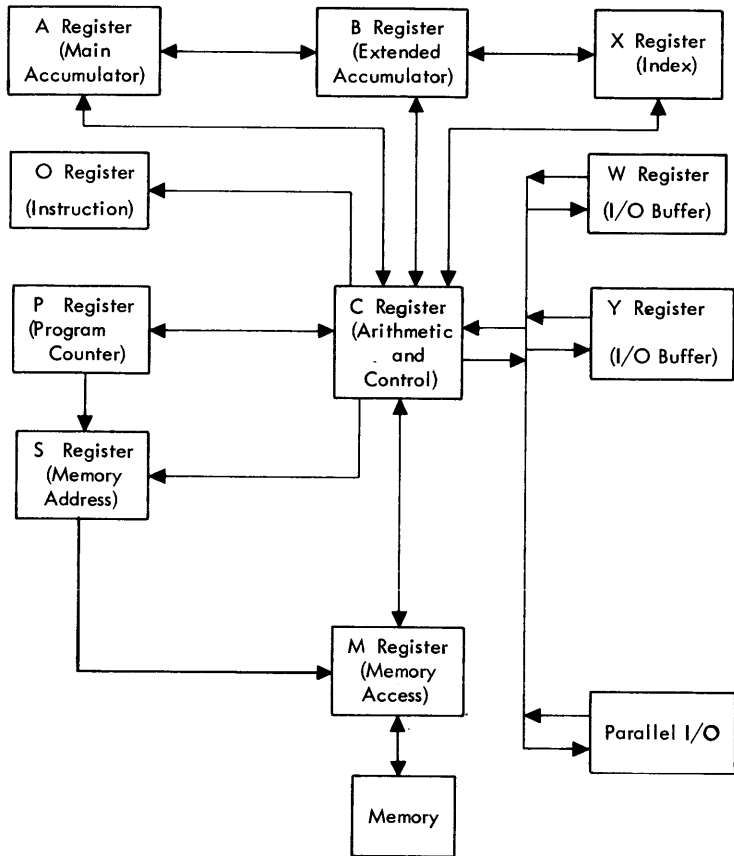 A Register
(Main
Accumulator)
B Register
(Extended
Accumulator)
X Register
(Index)
O Register
(Instruction)
W Register
(I/O Buffer)
P Register
(Program
Counter)
C Register
(Arithmetic
and
Control)
Y Register
(I/O Buffer)
S Register
(Memory
Address)
M Register
(Memory
Access)
Parallel I/O
Memory